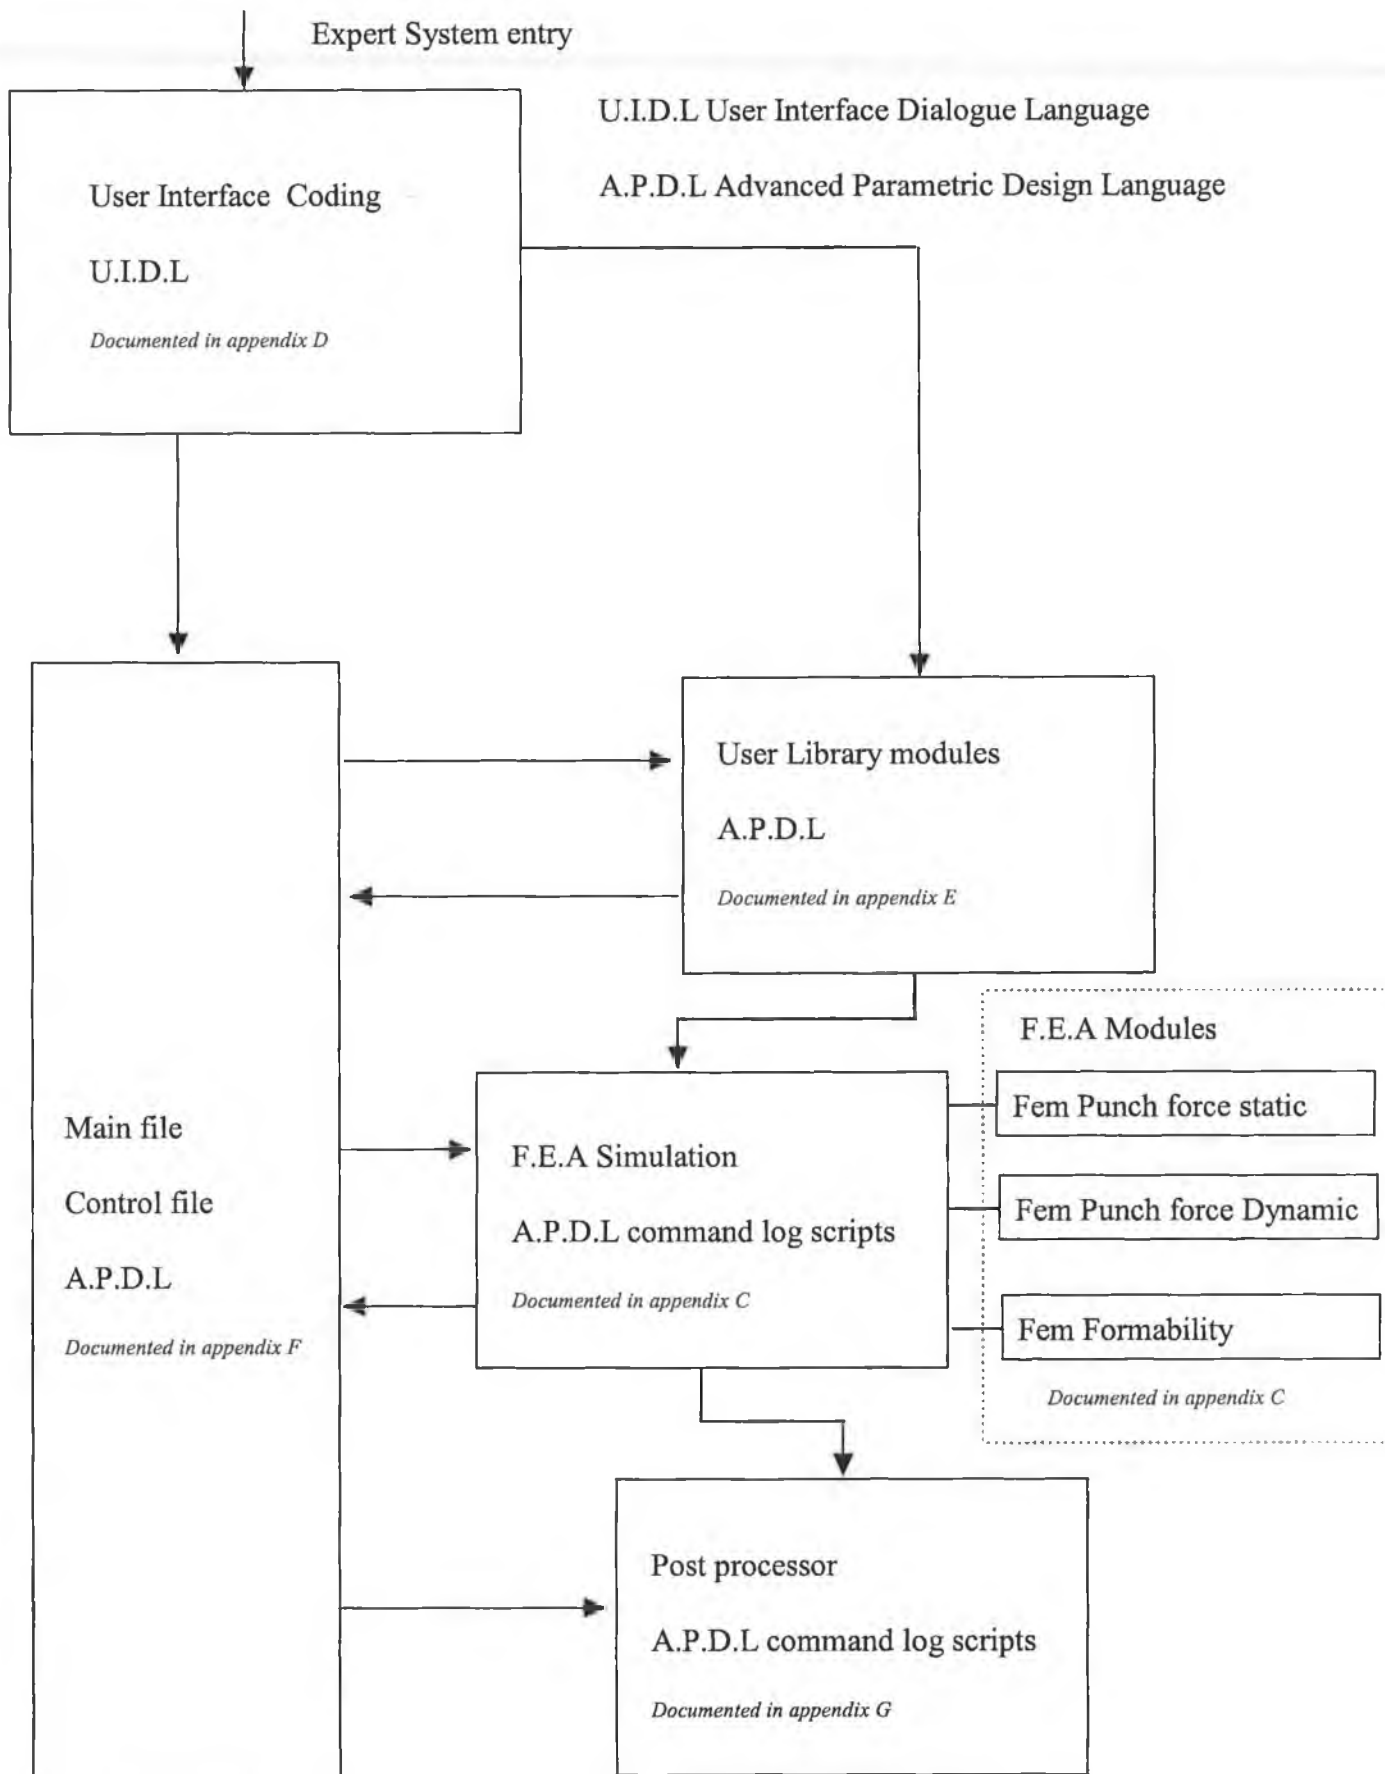 Expert System entry
U.I.D.L User Interface Dialogue Language
A.P.D.L Advanced Parametric Design Language
User Interface Coding
U.I.D.L
Documented in appendix D
User Library modules
A.P.D.L
Documented in appendix E
F.E.A Modules
Fem Punch force static
Fem Punch force Dynamic
Fem Formability
Documented in appendix C
Main file
Control file
A.P.D.L
Documented in appendix F
F.E.A Simulation
A.P.D.L command log scripts
Documented in appendix C
Post processor
A.P.D.L command log scripts
Documented in appendix G